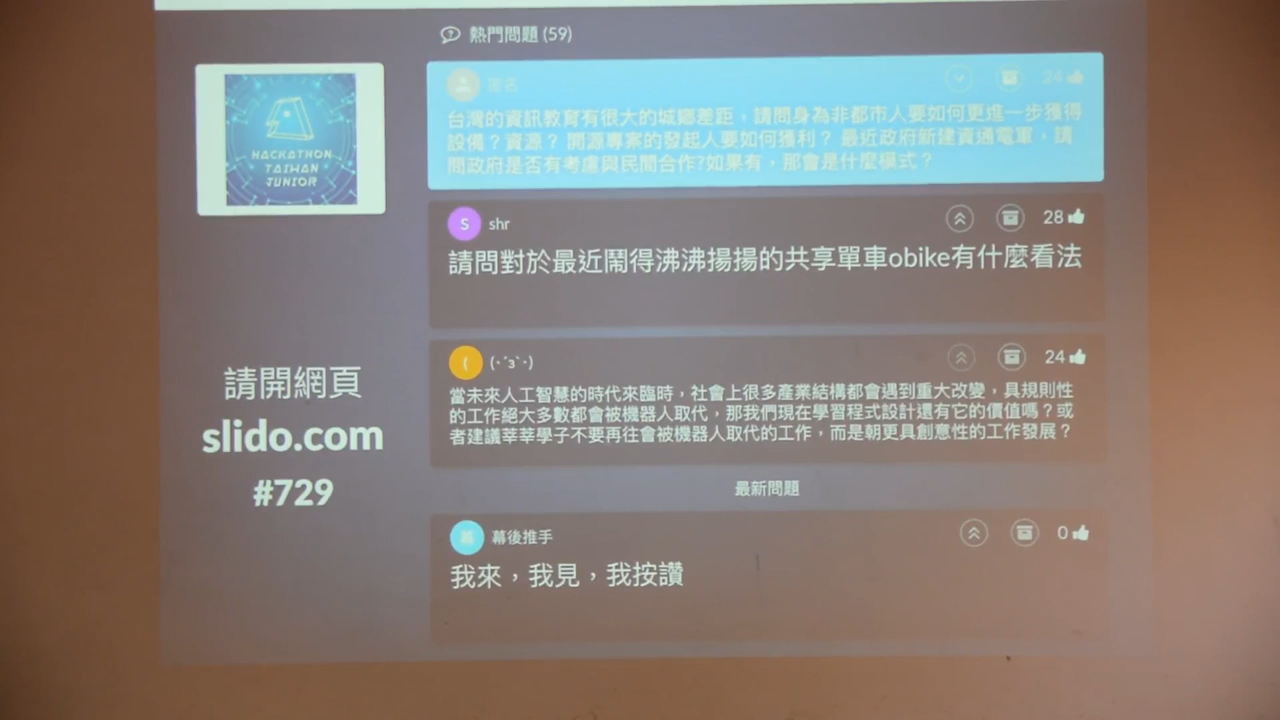 熱門問題 (59)
HACKATHON
TAIWAN
JUNIOR
請開網頁
slido.com
#729
匿名
24
台灣的資訊教育有很大的城鄉差距。請問身為非都市人要如何更進一步獲得
設備？資源？ 開源專案的發起人要如何獲利？ 最近政府新建資通電軍，請
問政府是否有考慮與民間合作?如果有，那會是什麼模式？
S
shr
28
請問對於最近鬧得沸沸揚揚的共享單車obike有什麼看法
(
(･´з`･)
24
當未來人工智慧的時代來臨時，社會上很多產業結構都會遇到重大改變，具規則性
的工作絕大多數都會被機器人取代，那我們現在學習程式設計還有它的價值嗎？或
者建議莘莘學子不要再往會被機器人取代的工作，而是朝更具創意性的工作發展？
最新問題
幕
幕後推手
0
我來，我見，我按讚